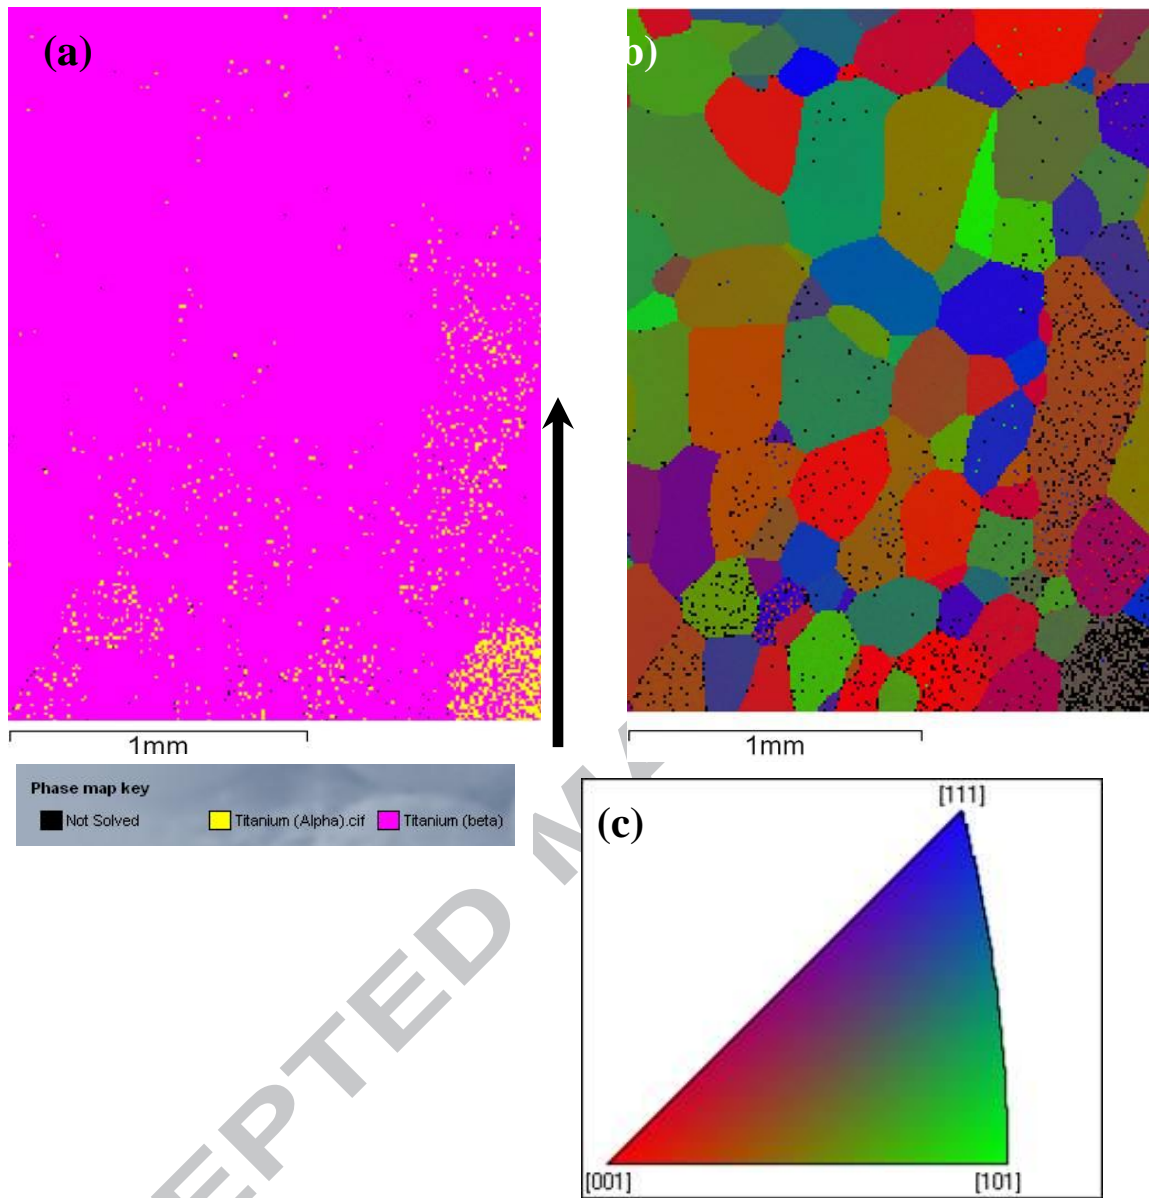 (a)
b)
1mm
1mm
Phase map key
Not Solved
Titanium (Alpha).cif
Titanium (beta)
(c)
[111]
[001]
[101]
EPTED M